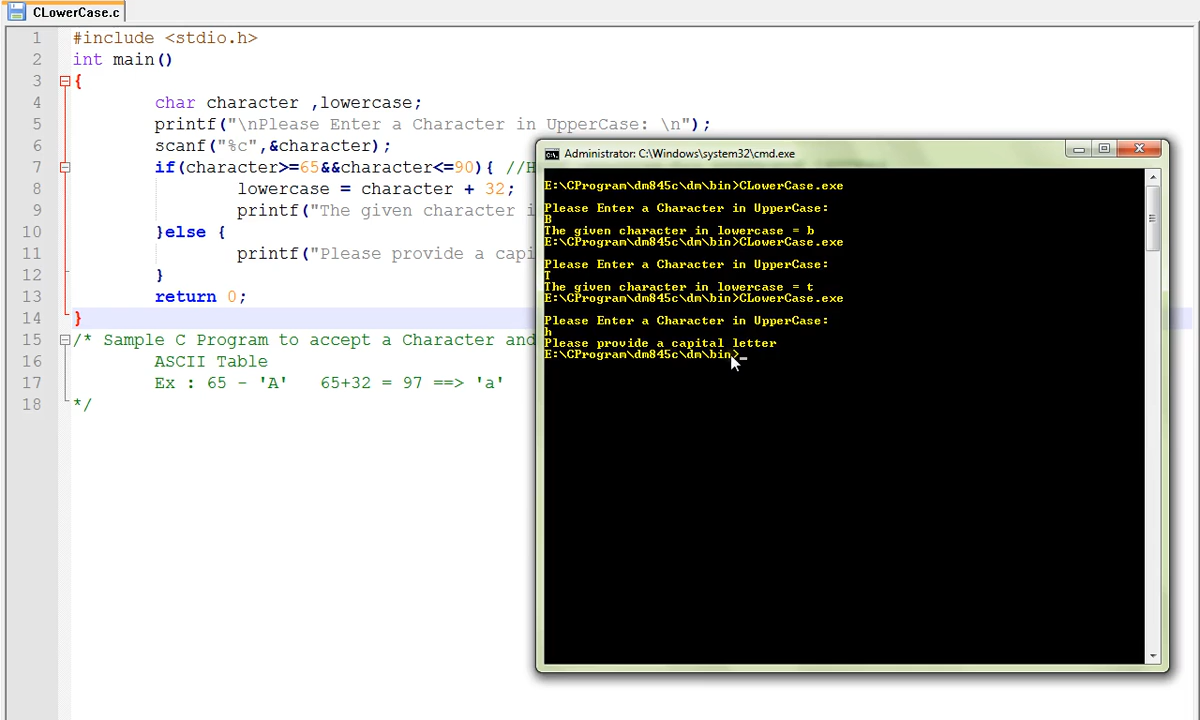 CLowerCase.c
1 #include <stdio.h>
2 int main()
3 {
4 char character ,lowercase;
5 printf("\nPlease Enter a Character in UpperCase: \n");
6 scanf("%c",&character);
7 if(character>=65&&character<=90){ //H
8 lowercase = character + 32;
9 printf("The given character i
10 }else {
11 printf("Please provide a capi
12 }
13 return 0;
14 }
15 /* Sample C Program to accept a Character and
16 ASCII Table
17 Ex : 65 - 'A' 65+32 = 97 ==> 'a'
18 */
Administrator: C:\Windows\system32\cmd.exe
E:\CProgram\dm845c\dm\bin>CLowerCase.exe
Please Enter a Character in UpperCase:
B
The given character in lowercase = b
E:\CProgram\dm845c\dm\bin>CLowerCase.exe
Please Enter a Character in UpperCase:
T
The given character in lowercase = t
E:\CProgram\dm845c\dm\bin>CLowerCase.exe
Please Enter a Character in UpperCase:
h
Please provide a capital letter
E:\CProgram\dm845c\dm\bin>_